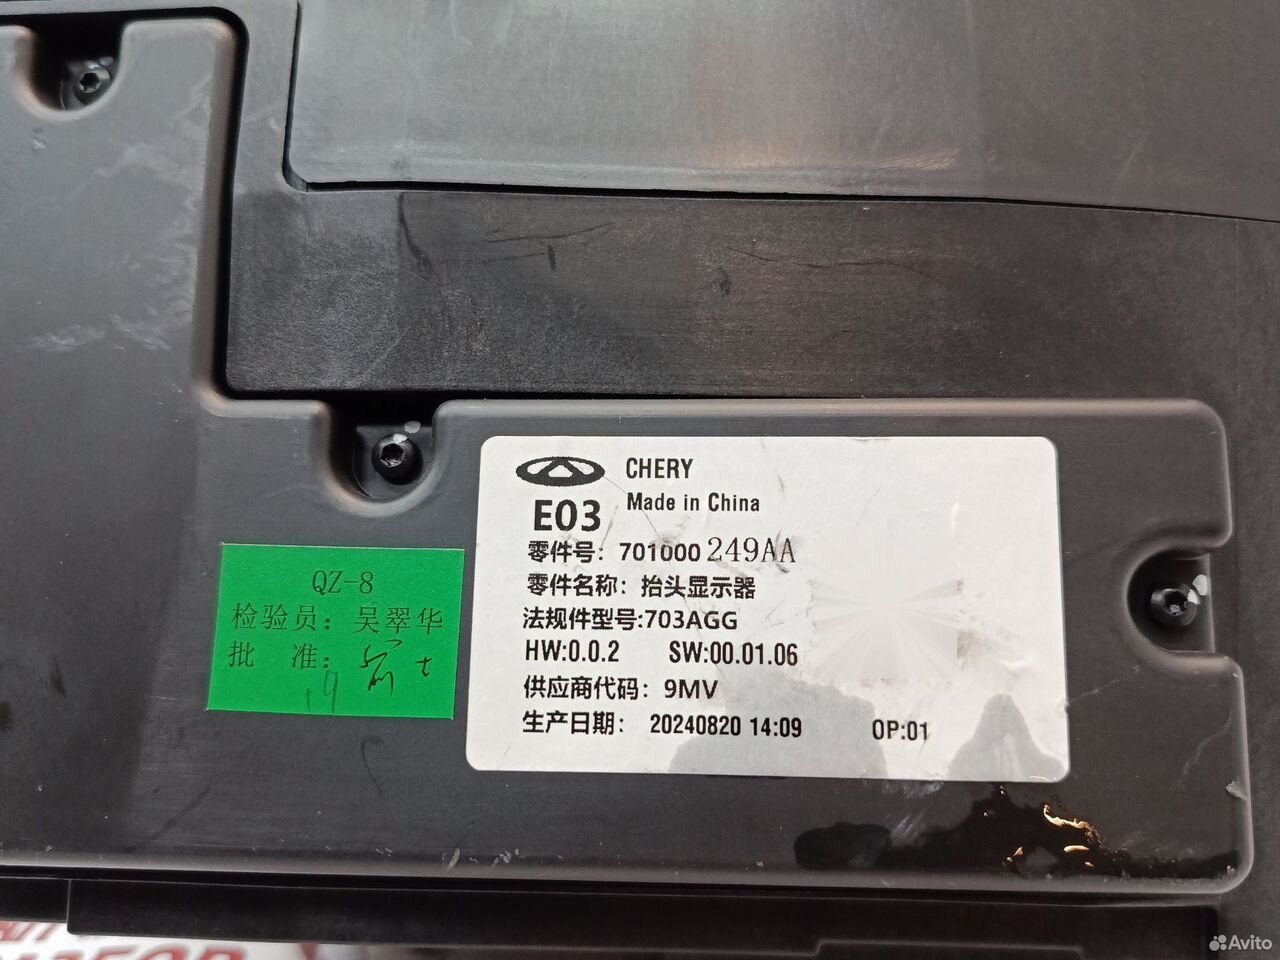 CHERY
Made in China
E03
零件号：701000249AA
零件名称：抬头显示器
法规件型号:703AGG
HW:0.0.2 SW:00.01.06
供应商代码：9MV
生产日期： 20240820 14:09 OP:01
QZ-8
检验员：吴翠华
批 准：
Avito